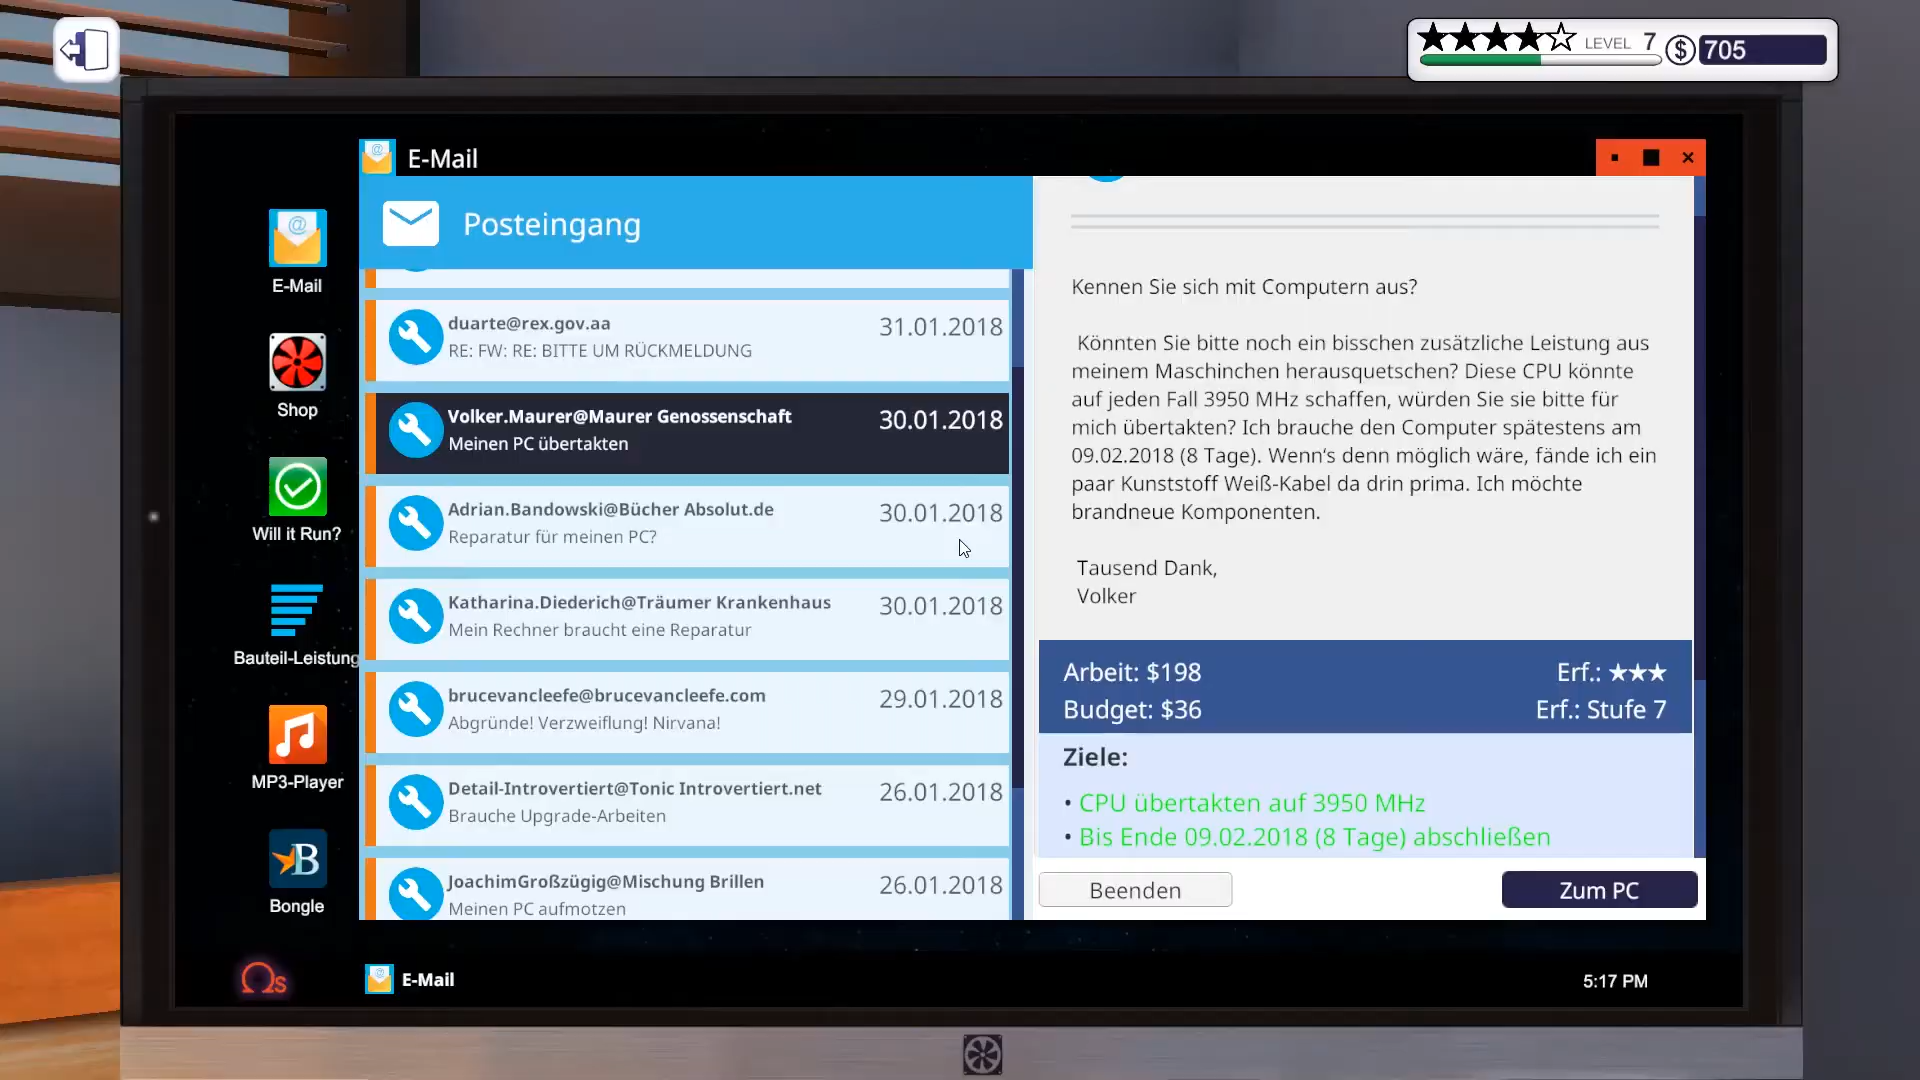 LEVEL 7
$ 705
E-Mail
Posteingang
duarte@rex.gov.aa
31.01.2018
RE: FW: RE: BITTE UM RÜCKMELDUNG
Volker.Maurer@Maurer Genossenschaft
30.01.2018
Meinen PC übertakten
Adrian.Bandowski@Bücher Absolut.de
30.01.2018
Reparatur für meinen PC?
Katharina.Diederich@Träumer Krankenhaus
30.01.2018
Mein Rechner braucht eine Reparatur
brucevancleefe@brucevancleefe.com
29.01.2018
Abgründe! Verzweiflung! Nirvana!
Detail-Introvertiert@Tonic Introvertiert.net
26.01.2018
Brauche Upgrade-Arbeiten
JoachimGroßzügig@Mischung Brillen
26.01.2018
Meinen PC aufmotzen
Kennen Sie sich mit Computern aus?
Könnten Sie bitte noch ein bisschen zusätzliche Leistung aus
meinem Maschinchen herausquetschen? Diese CPU könnte
auf jeden Fall 3950 MHz schaffen, würden Sie sie bitte für
mich übertakten? Ich brauche den Computer spätestens am
09.02.2018 (8 Tage). Wenn's denn möglich wäre, fände ich ein
paar Kunststoff Weiß-Kabel da drin prima. Ich möchte
brandneue Komponenten.
Tausend Dank,
Volker
Arbeit: $198
Erf.: ★★★
Budget: $36
Erf.: Stufe 7
Ziele:
• CPU übertakten auf 3950 MHz
• Bis Ende 09.02.2018 (8 Tage) abschließen
Beenden
Zum PC
E-Mail
Shop
Will it Run?
Bauteil-Leistung
MP3-Player
B
Bongle
Ωs
E-Mail
5:17 PM